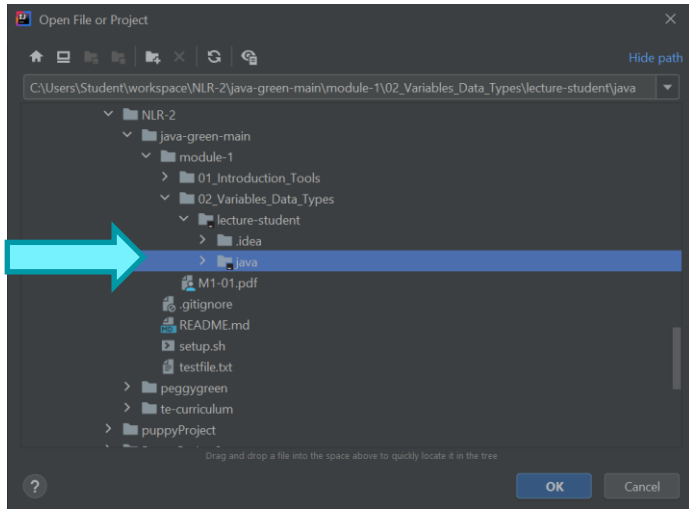 Open File or Project
Hide path
C:\Users\Student\workspace\NLR-2\java-green-main\module-1\02_Variables_Data_Types\lecture-student\java
NLR-2
java-green-main
module-1
01_Introduction_Tools
02_Variables_Data_Types
lecture-student
.idea
java
M1-01.pdf
.gitignore
README.md
setup.sh
testfile.txt
peggygreen
te-curriculum
puppyProject
Drag and drop a file into the space above to quickly locate it in the tree
? OK Cancel